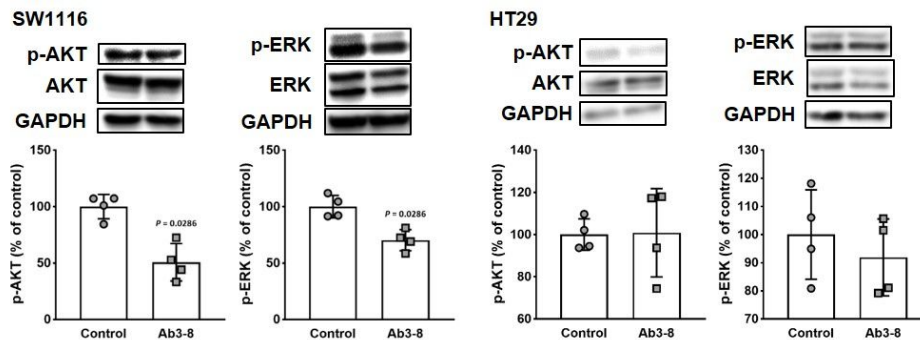 SW1116
p-AKT
AKT
GAPDH
p-ERK
ERK
GAPDH
HT29
p-AKT
AKT
GAPDH
p-ERK
ERK
GAPDH
p-AKT (% of control)
150
100
50
0
P = 0.0286
Control
Ab3-8
p-ERK (% of control)
150
100
50
0
P = 0.0286
Control
Ab3-8
p-AKT (% of control)
140
120
100
80
60
Control
Ab3-8
p-ERK (% of control)
130
120
110
100
90
80
70
Control
Ab3-8